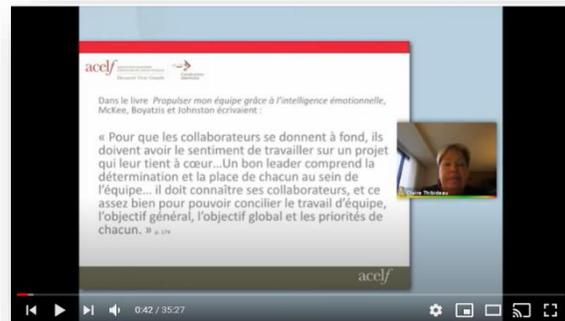 acelf
Dans le livre Propulser mon équipe grâce à l'intelligence émotionnelle,
McKee, Boyatzis et Johnston écrivaient :
« Pour que les collaborateurs se donnent à fond, ils
doivent avoir le sentiment de travailler sur un projet
qui leur tient à cœur...Un bon leader comprend la
détermination et la place de chacun au sein de
l'équipe... il doit connaître ses collaborateurs, et ce
assez bien pour pouvoir concilier le travail d'équipe,
l'objectif général, l'objectif global et les priorités de
chacun. »
Claire Thibideau
acelf
0:42 / 35:27